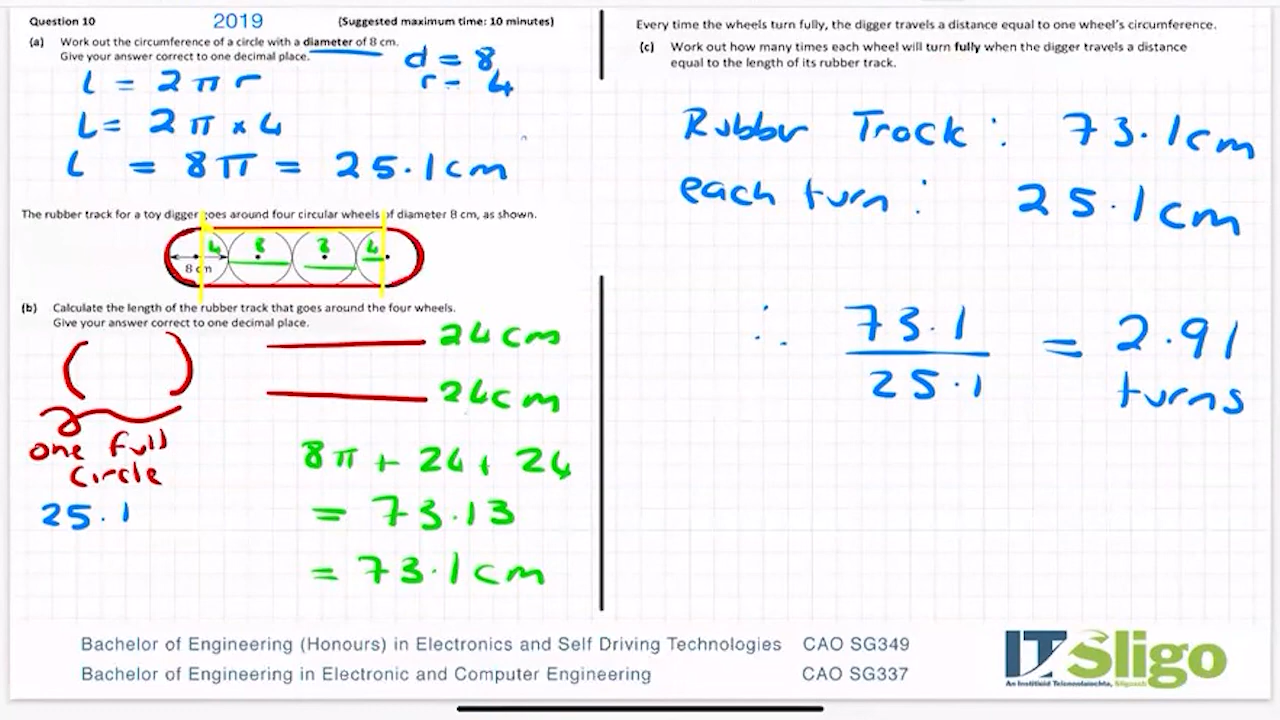 Question 10 2019 (Suggested maximum time: 10 minutes)
(a) Work out the circumference of a circle with a diameter of 8 cm.
Give your answer correct to one decimal place.
d = 8
r = 4
L = 2πr
L = 2π × 4
L = 8π = 25.1cm
The rubber track for a toy digger goes around four circular wheels of diameter 8 cm, as shown.
4 8 8 4
8 cm
(b) Calculate the length of the rubber track that goes around the four wheels.
Give your answer correct to one decimal place.
24cm
24cm
one full
circle
25.1
8π + 24 + 24
= 73.13
= 73.1cm
Every time the wheels turn fully, the digger travels a distance equal to one wheel's circumference.
(c) Work out how many times each wheel will turn fully when the digger travels a distance
equal to the length of its rubber track.
Rubber Track: 73.1cm
each turn: 25.1cm
∴ 73.1
25.1
= 2.91
turns
Bachelor of Engineering (Honours) in Electronics and Self Driving Technologies CAO SG349
Bachelor of Engineering in Electronic and Computer Engineering CAO SG337
IT Sligo
An Institiúid Teicneolaíochta, Sligeach